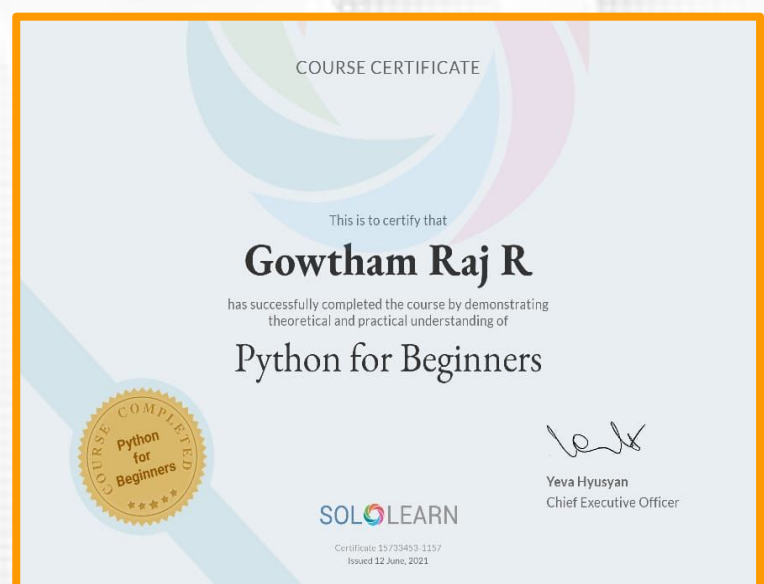 COURSE CERTIFICATE
This is to certify that
Gowtham Raj R
has successfully completed the course by demonstrating
theoretical and practical understanding of
Python for Beginners
COURSE COMPLETED
Python
for
Beginners
Yeva Hyusyan
Chief Executive Officer
SOLOLEARN
Certificate 15733453-1157
Issued 12 June, 2021